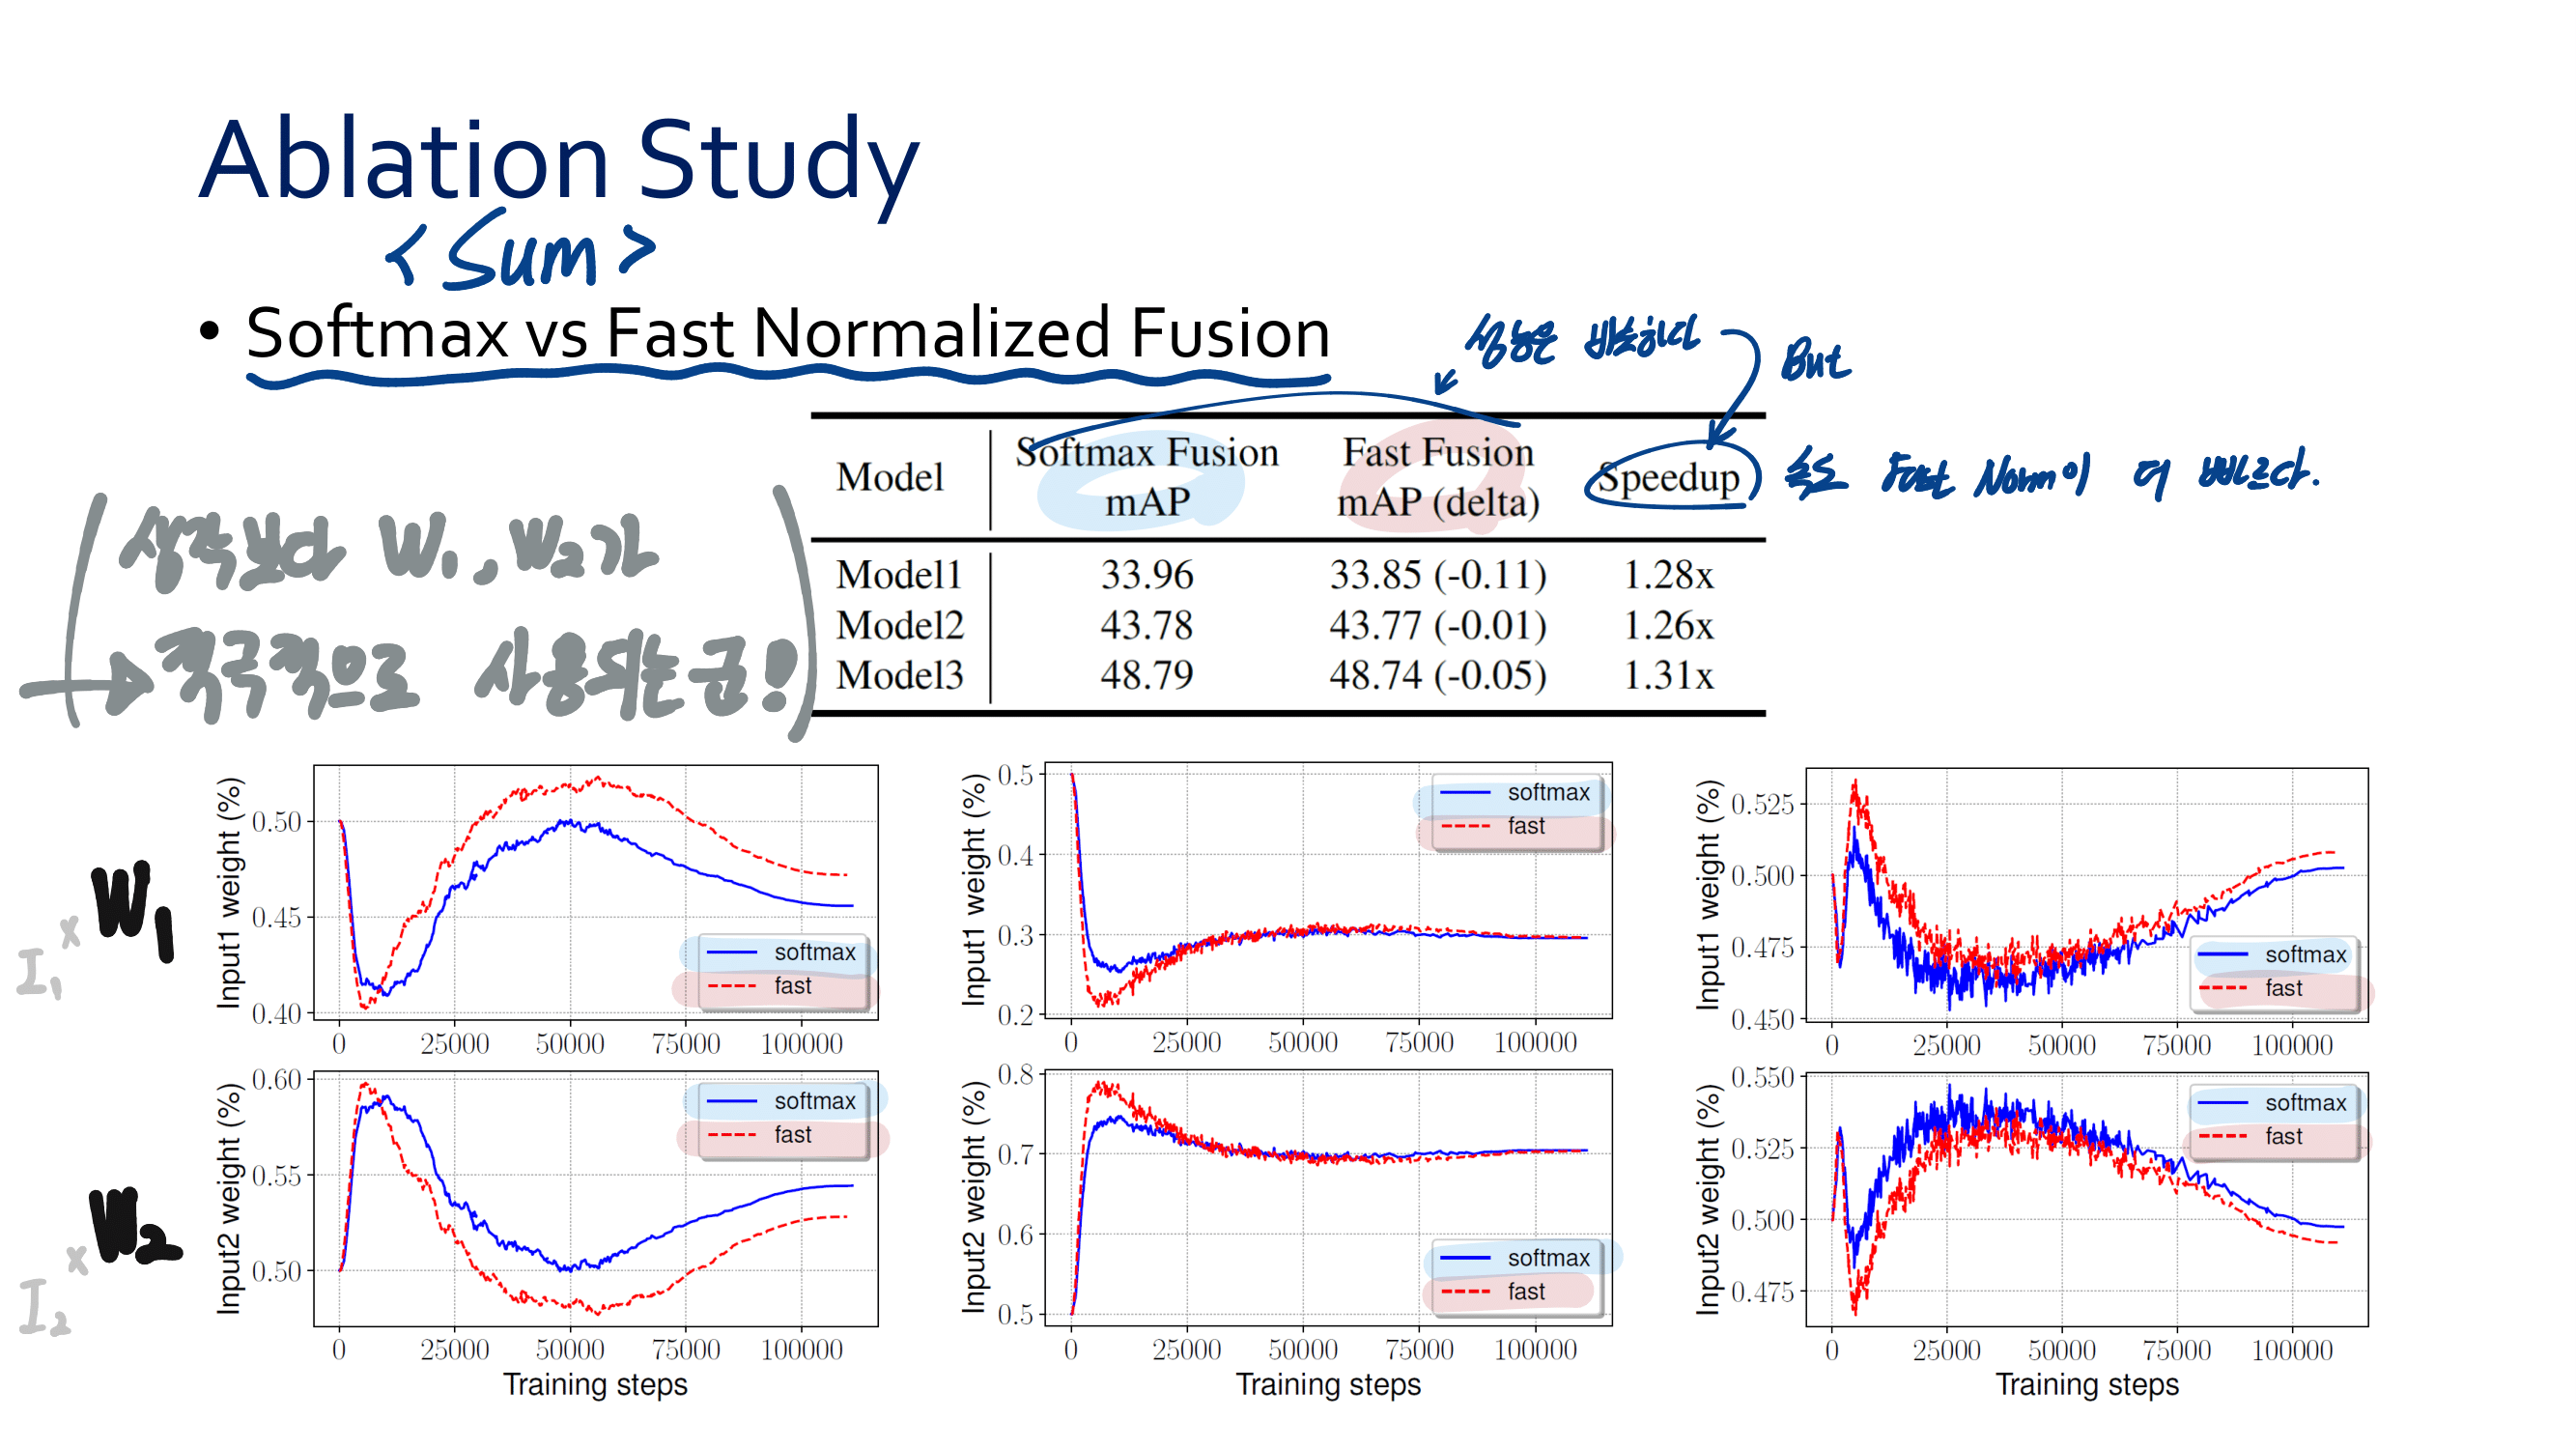 Ablation Study
<Sum>
• Softmax vs Fast Normalized Fusion
성능은 비슷하다
But
Model Softmax Fusion mAP Fast Fusion mAP (delta) Speedup
속도 Fast Norm이 더 빠르다.
Model1 33.96 33.85 (-0.11) 1.28x
Model2 43.78 43.77 (-0.01) 1.26x
Model3 48.79 48.74 (-0.05) 1.31x
생각보다 W1, W2가
적극적으로 사용되는군!
I1 x W1
Input1 weight (%)
0.50
0.45
0.40
softmax
fast
0 25000 50000 75000 100000
Input1 weight (%)
0.5
0.4
0.3
0.2
softmax
fast
0 25000 50000 75000 100000
Input1 weight (%)
0.525
0.500
0.475
0.450
softmax
fast
0 25000 50000 75000 100000
I2 x W2
Input2 weight (%)
0.60
0.55
0.50
softmax
fast
0 25000 50000 75000 100000
Training steps
Input2 weight (%)
0.8
0.7
0.6
0.5
softmax
fast
0 25000 50000 75000 100000
Training steps
Input2 weight (%)
0.550
0.525
0.500
0.475
softmax
fast
0 25000 50000 75000 100000
Training steps